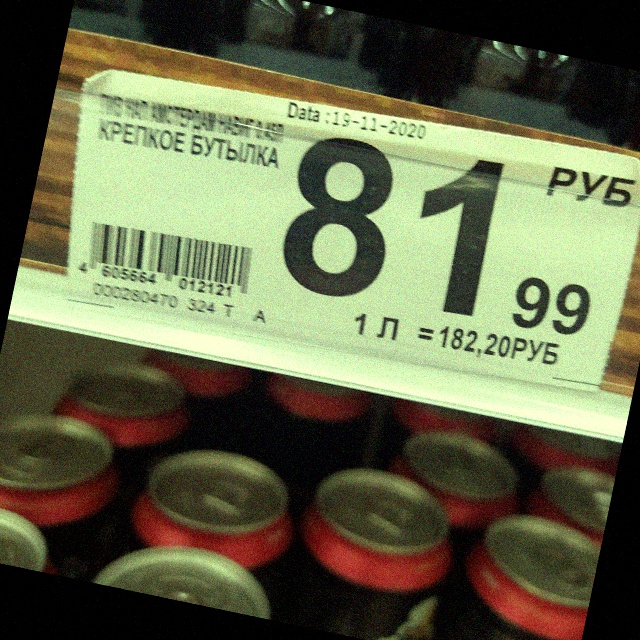 Data :19-11-2020
КРЕПКОЕ БУТЫЛКА
РУБ
81
99
4 605664 012121
000280470 324 Т А
1 Л =182,20РУБ